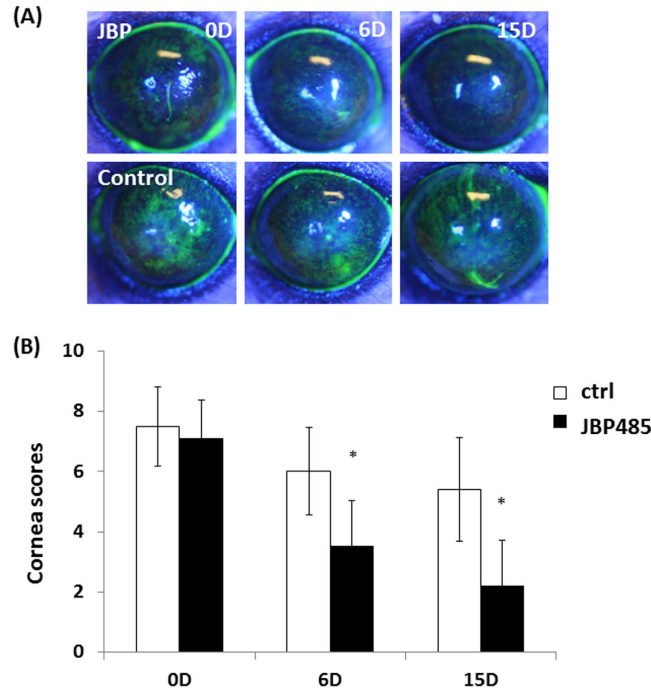 (A)
JBP 0D 6D 15D
Control
(B)
10
8
6
4
2
0
Cornea scores
* *
ctrl
JBP485
0D 6D 15D